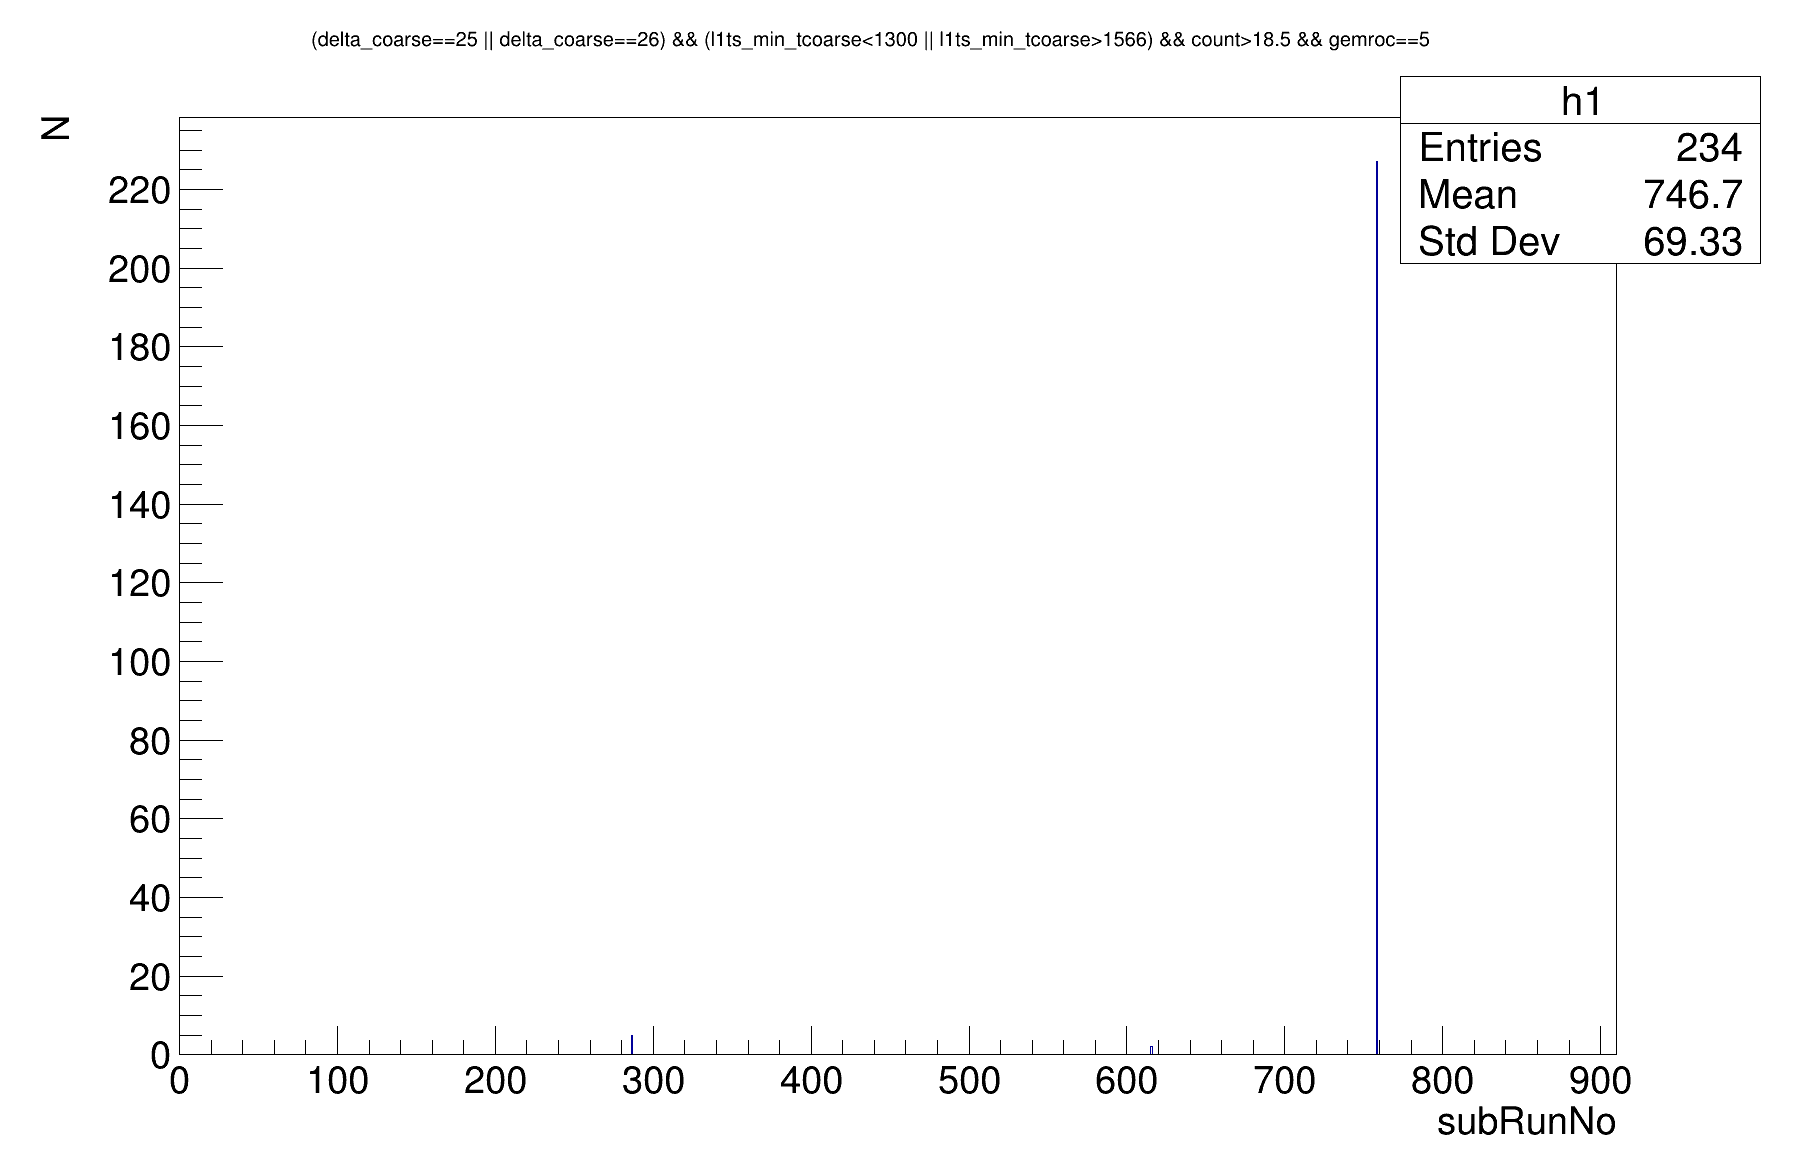 (delta_coarse==25 || delta_coarse==26) && (l1ts_min_tcoarse<1300 || l1ts_min_tcoarse>1566) && count>18.5 && gemroc==5
h1
Entries 234
Mean 746.7
Std Dev 69.33
N
220
200
180
160
140
120
100
80
60
40
20
0
0 100 200 300 400 500 600 700 800 900
subRunNo